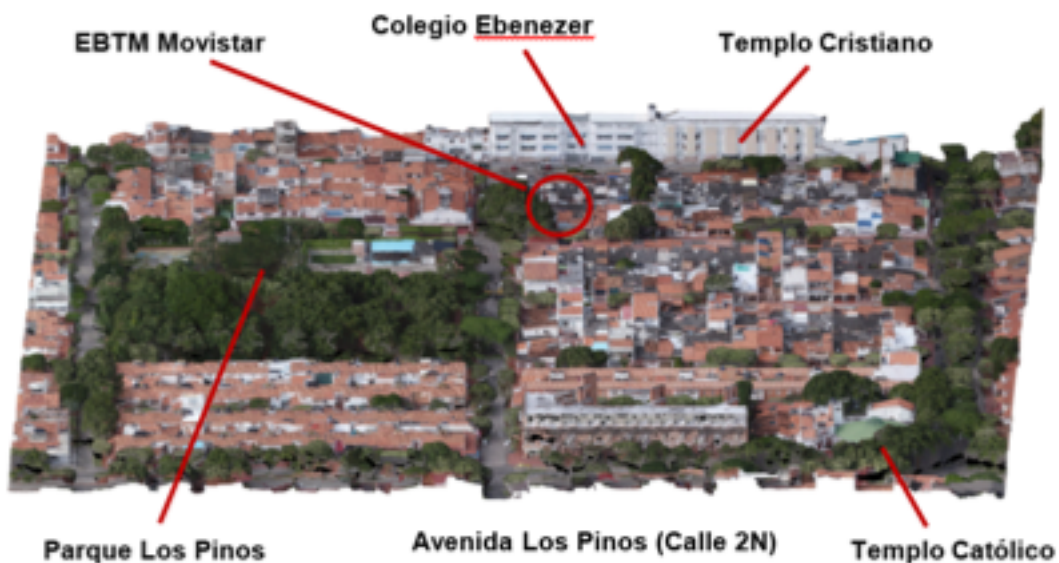 Colegio Ebenezer
EBTM Movistar
Templo Cristiano
Parque Los Pinos
Avenida Los Pinos (Calle 2N)
Templo Católico